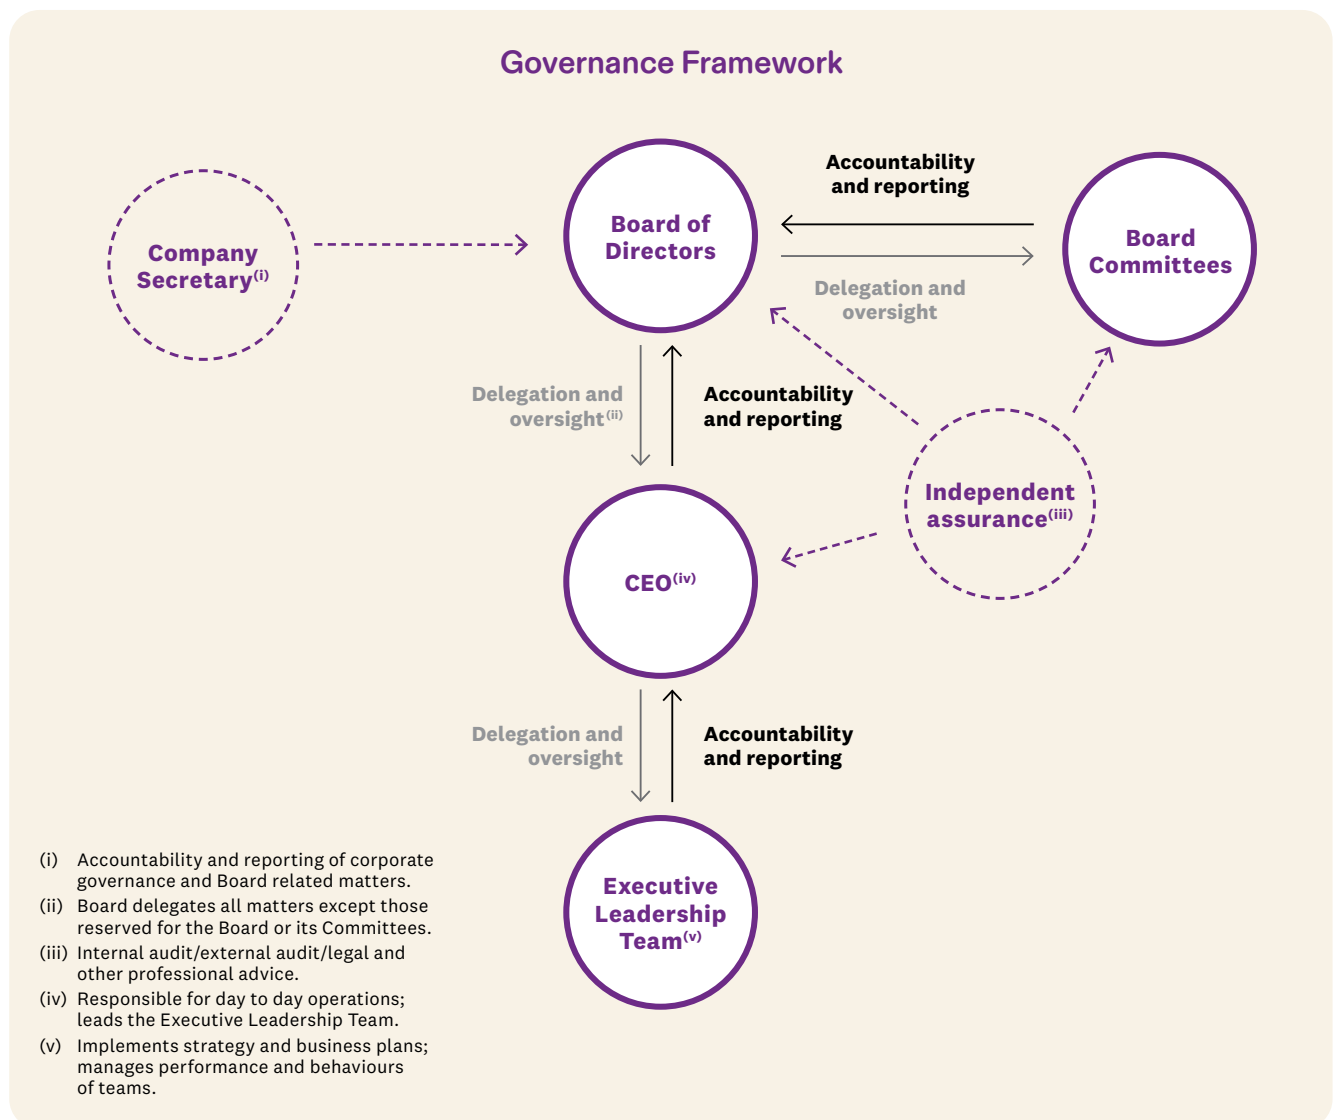 Governance Framework
Company
Secretary(i)
Board of
Directors
Accountability
and reporting
Delegation and
oversight
Board
Committees
Delegation and
oversight(ii)
Accountability
and reporting
Independent
assurance(iii)
CEO(iv)
Delegation and
oversight
Accountability
and reporting
Executive
Leadership
Team(v)
(i) Accountability and reporting of corporate
governance and Board related matters.
(ii) Board delegates all matters except those
reserved for the Board or its Committees.
(iii) Internal audit/external audit/legal and
other professional advice.
(iv) Responsible for day to day operations;
leads the Executive Leadership Team.
(v) Implements strategy and business plans;
manages performance and behaviours
of teams.